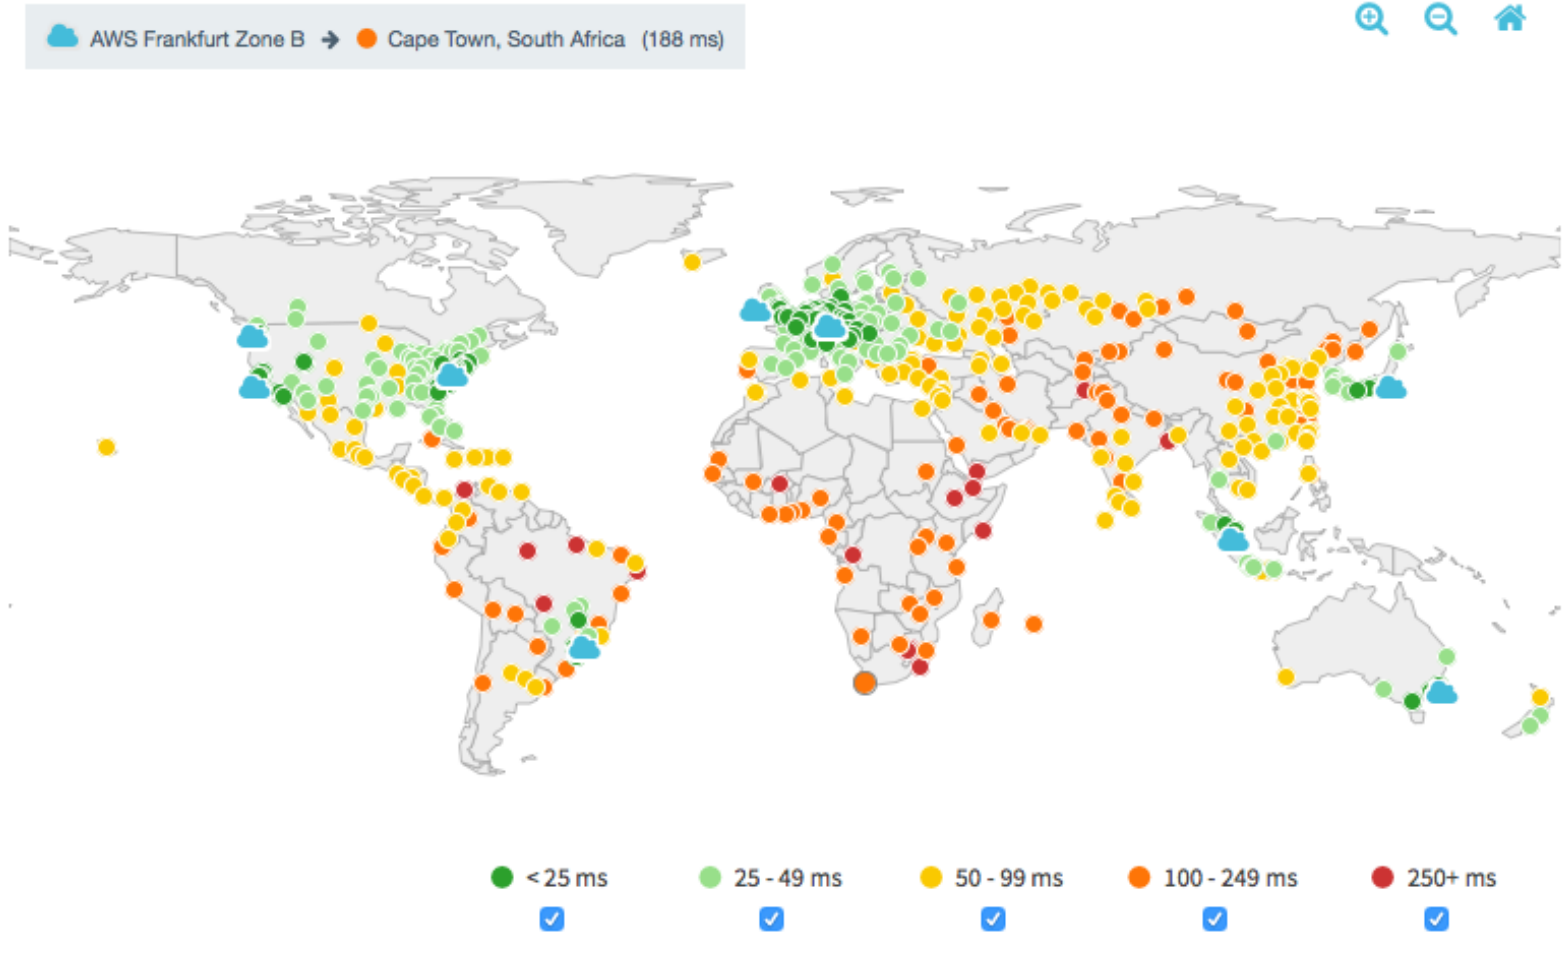 AWS Frankfurt Zone B → Cape Town, South Africa (188 ms)
< 25 ms 25 - 49 ms 50 - 99 ms 100 - 249 ms 250+ ms